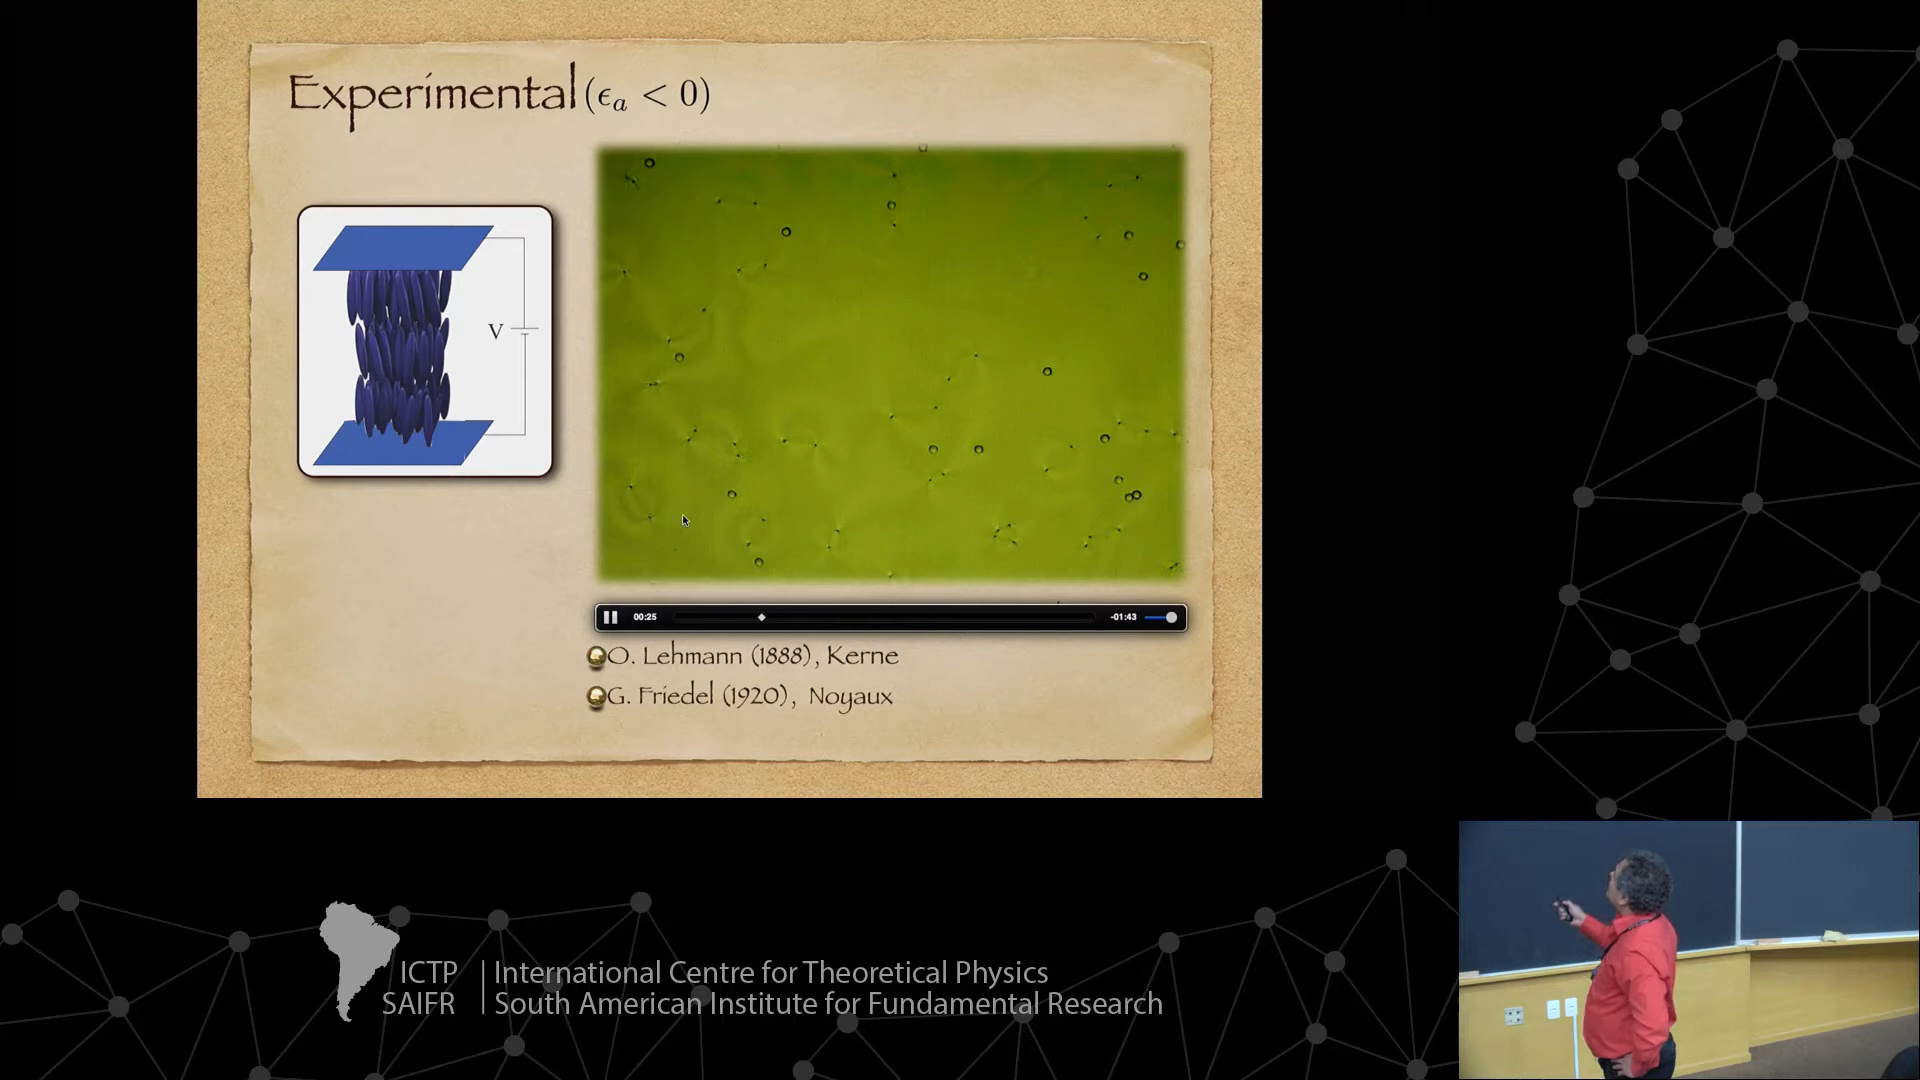 Experimental (ϵₐ < 0)
V
00:25
-01:43
O. Lehmann (1888), Kerne
G. Friedel (1920), Noyaux
ICTP
SAIFR
International Centre for Theoretical Physics
South American Institute for Fundamental Research